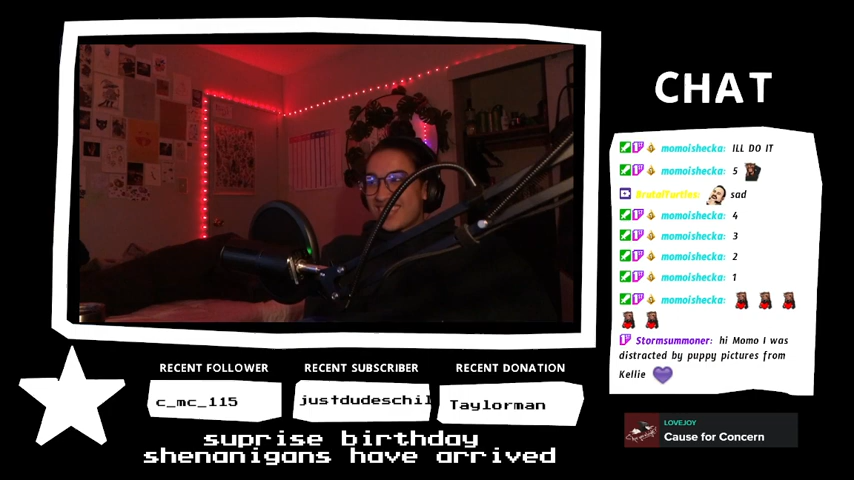 CHAT
momoishecka: ILL DO IT
momoishecka: 5
BrutalTurtles: sad
momoishecka: 4
momoishecka: 3
momoishecka: 2
momoishecka: 1
momoishecka:
Stormsummoner: hi Momo I was
distracted by puppy pictures from
Kellie
RECENT FOLLOWER
c_mc_115
RECENT SUBSCRIBER
justdudeschil
RECENT DONATION
Taylorman
suprise birthday
shenanigans have arrived
LOVEJOY
Cause for Concern